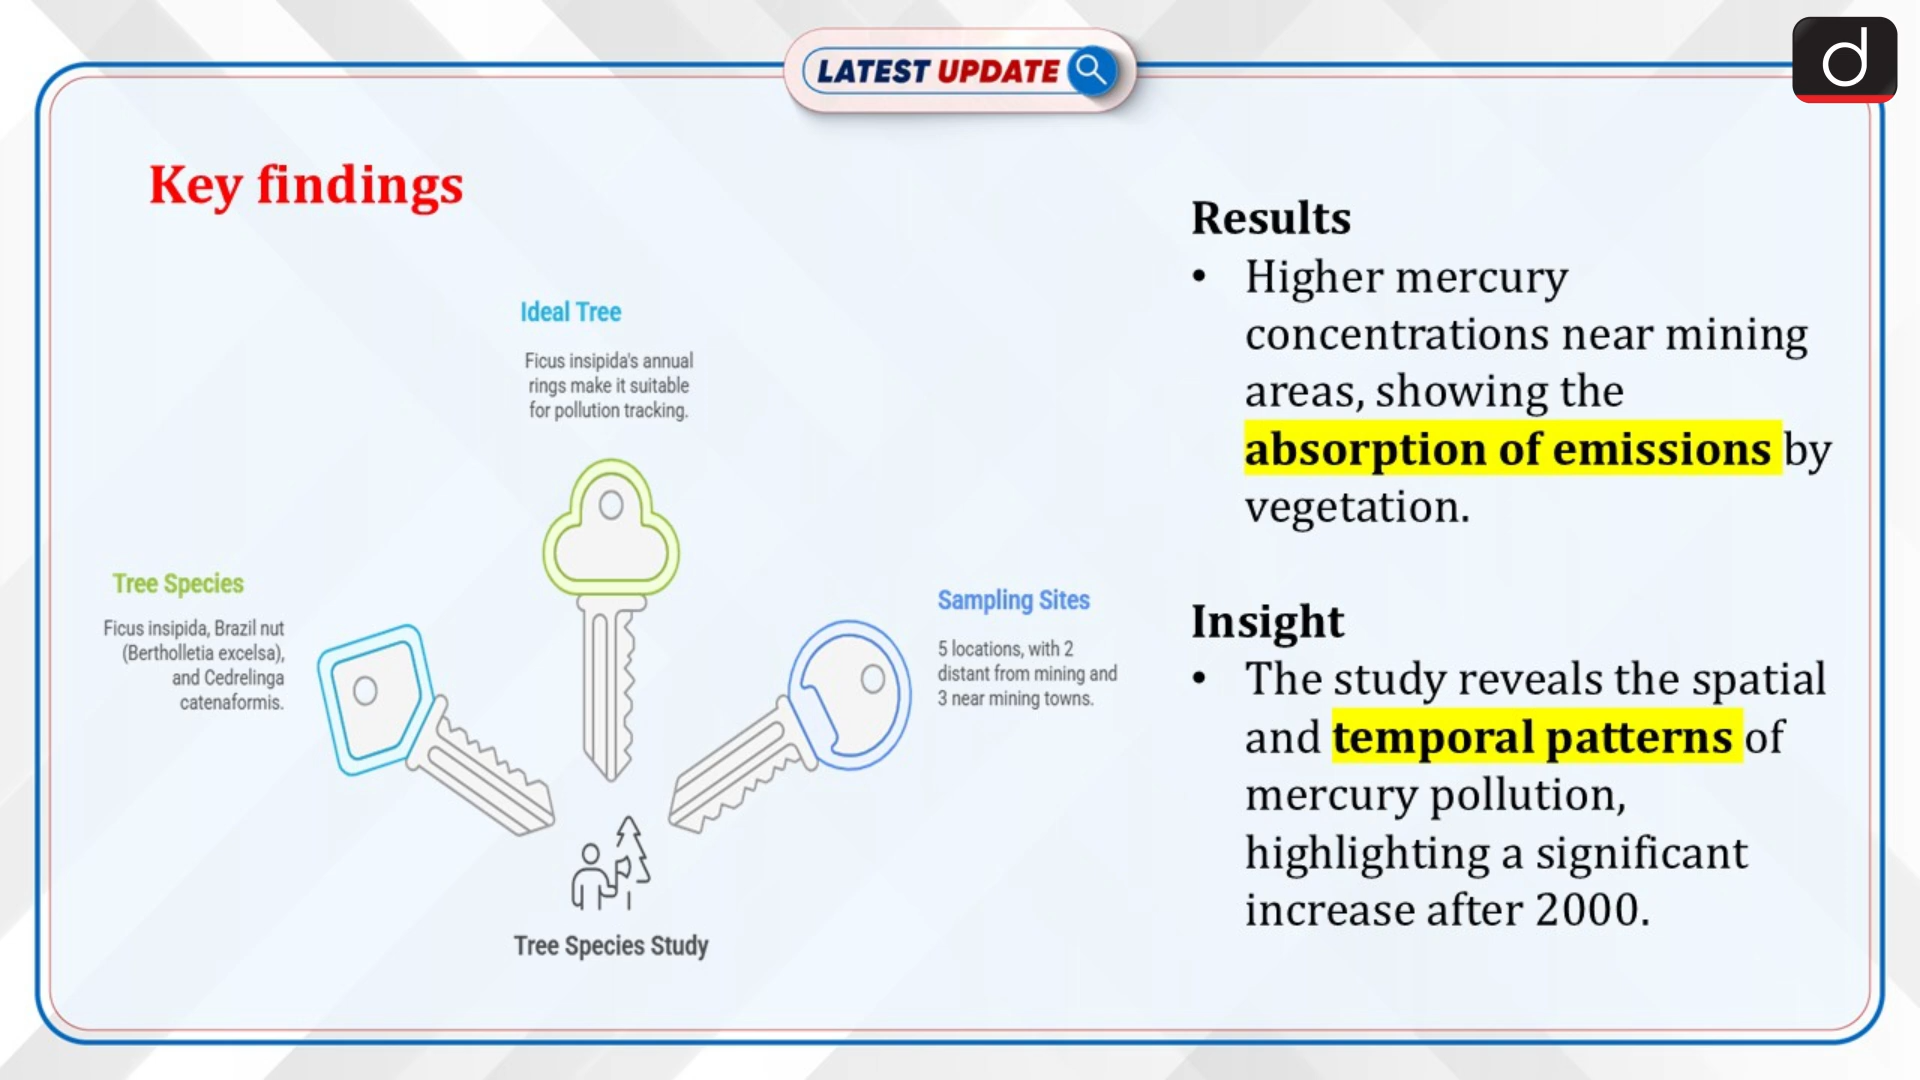 LATEST UPDATE
d
Key findings
Ideal Tree
Ficus insipida's annual
rings make it suitable
for pollution tracking.
Tree Species
Ficus insipida, Brazil nut
(Bertholletia excelsa),
and Cedrelinga
catenaformis.
Sampling Sites
5 locations, with 2
distant from mining and
3 near mining towns.
Tree Species Study
Results
• Higher mercury
concentrations near mining
areas, showing the
absorption of emissions by
vegetation.
Insight
• The study reveals the spatial
and temporal patterns of
mercury pollution,
highlighting a significant
increase after 2000.